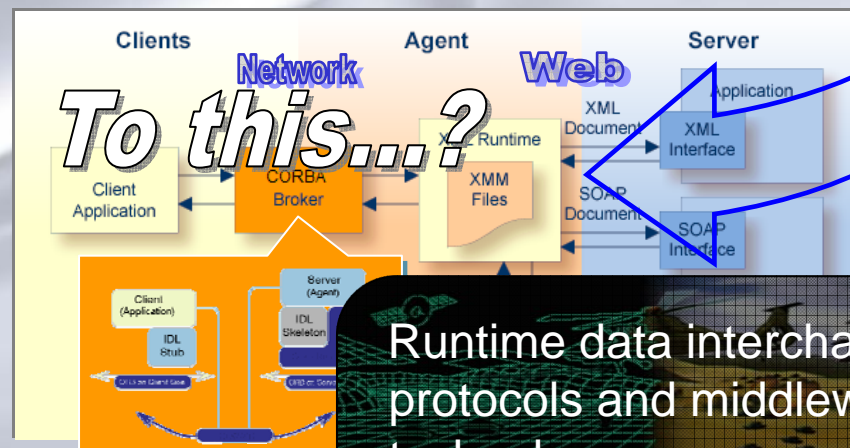 Clients
Agent
Server
Network
Web
To this...?
Application
XML
Document
XML
Interface
Runtime
XMM
Files
Client
Application
CORBA
Broker
SOAP
Document
SOAP
Interface
Client
(Application)
IDL
Stub
Server
(Agent)
IDL
Skeleton
Runtime data intercha
protocols and middlew